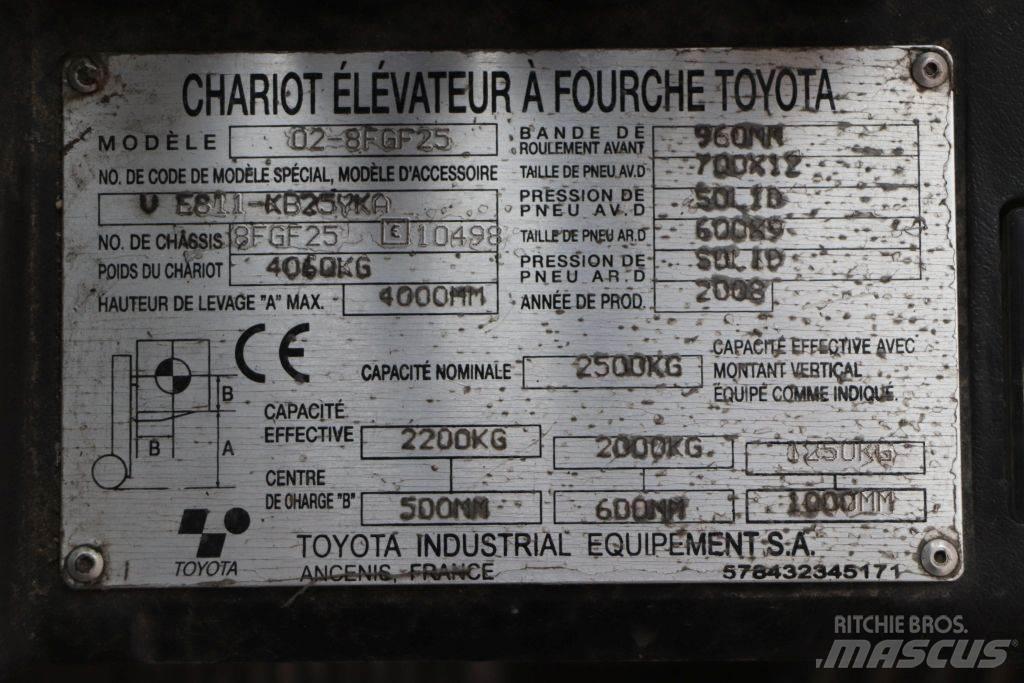 CHARIOT ÉLÉVATEUR À FOURCHE TOYOTA
MODÈLE 02-8FGF25
NO. DE CODE DE MODÈLE SPÉCIAL, MODÈLE D'ACCESSOIRE
V E811-KB25YKA
NO. DE CHÂSSIS 8FGF25 E 10498
POIDS DU CHARIOT 4060KG
HAUTEUR DE LEVAGE "A" MAX. 4000MM
BANDE DE ROULEMENT AVANT 960MM
TAILLE DE PNEU AV.D 700X12
PRESSION DE PNEU AV.D SOLID
TAILLE DE PNEU AR.D 600X9
PRESSION DE PNEU AR.D SOLID
ANNÉE DE PROD. 2008
B
B
A
CE
CAPACITÉ NOMINALE 2500KG
CAPACITÉ EFFECTIVE AVEC
MONTANT VERTICAL
ÉQUIPÉ COMME INDIQUÉ.
CAPACITÉ
EFFECTIVE 2200KG 2000KG 1250KG
CENTRE
DE CHARGE "B" 500MM 600MM 1000MM
TOYOTA
TOYOTA INDUSTRIAL EQUIPEMENT S.A.
ANCENIS, FRANCE 578432345171
RITCHIE BROS.
MASCUS